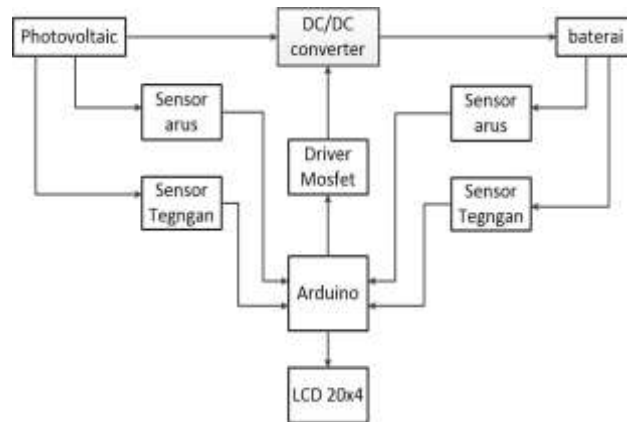 Photovoltaic
DC/DC
converter
baterai
Sensor
arus
Sensor
arus
Driver
Mosfet
Sensor
Tegngan
Sensor
Tegngan
Arduino
LCD 20x4